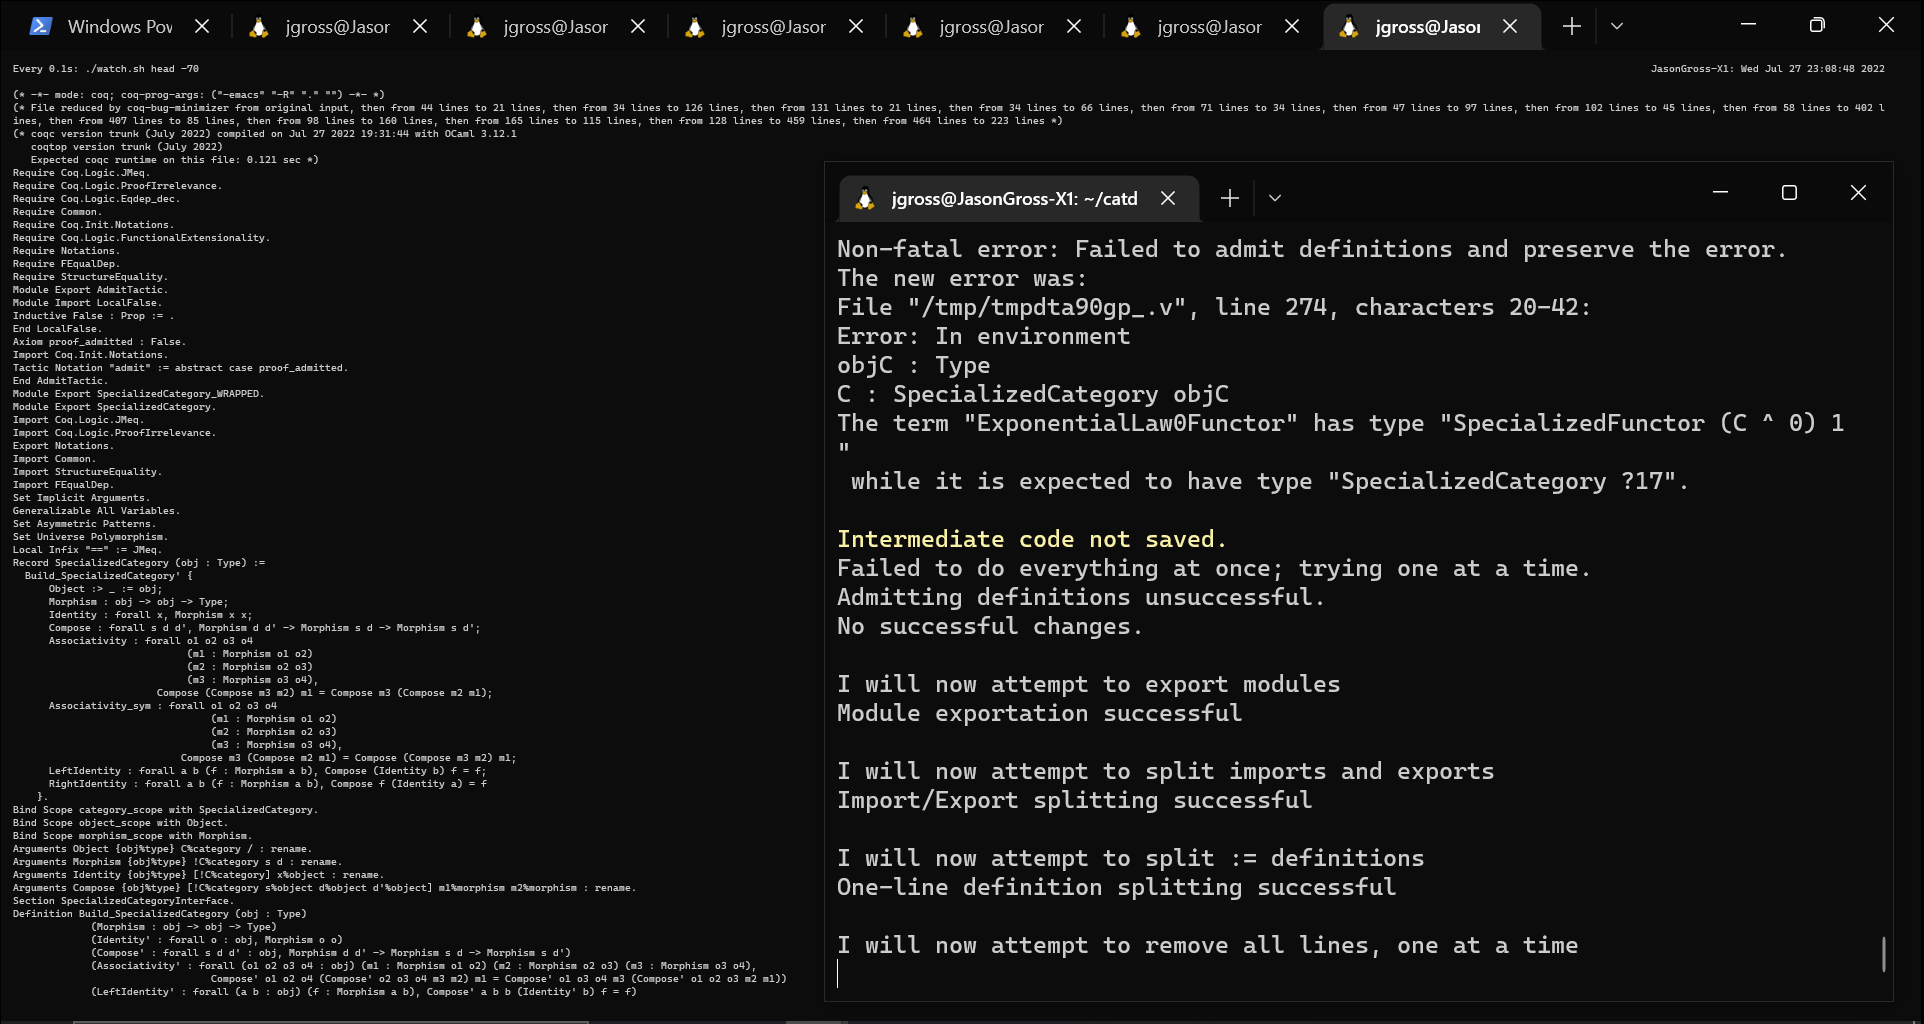 Windows Pow
jgross@Jasor
jgross@Jasor
jgross@Jasor
jgross@Jasor
jgross@Jasor
jgross@Jasor
Every 0.1s: ./watch.sh head -70
JasonGross-X1: Wed Jul 27 23:08:48 2022
(* -*- mode: coq; coq-prog-args: ("-emacs" "-R" "." "") -*- *)
(* File reduced by coq-bug-minimizer from original input, then from 44 lines to 21 lines, then from 34 lines to 126 lines, then from 131 lines to 21 lines, then from 34 lines to 66 lines, then from 71 lines to 34 lines, then from 47 lines to 97 lines, then from 102 lines to 45 lines, then from 58 lines to 402 l
ines, then from 407 lines to 85 lines, then from 98 lines to 160 lines, then from 165 lines to 115 lines, then from 128 lines to 459 lines, then from 464 lines to 223 lines *)
(* coqc version trunk (July 2022) compiled on Jul 27 2022 19:31:44 with OCaml 3.12.1
   coqtop version trunk (July 2022)
   Expected coqc runtime on this file: 0.121 sec *)
Require Coq.Logic.JMeq.
Require Coq.Logic.ProofIrrelevance.
Require Coq.Logic.Eqdep_dec.
Require Common.
Require Coq.Init.Notations.
Require Coq.Logic.FunctionalExtensionality.
Require Notations.
Require FEqualDep.
Require StructureEquality.
Module Export AdmitTactic.
Module Import LocalFalse.
Inductive False : Prop := .
End LocalFalse.
Axiom proof_admitted : False.
Import Coq.Init.Notations.
Tactic Notation "admit" := abstract case proof_admitted.
End AdmitTactic.
Module Export SpecializedCategory_WRAPPED.
Module Export SpecializedCategory.
Import Coq.Logic.JMeq.
Import Coq.Logic.ProofIrrelevance.
Export Notations.
Import Common.
Import StructureEquality.
Import FEqualDep.
Set Implicit Arguments.
Generalizable All Variables.
Set Asymmetric Patterns.
Set Universe Polymorphism.
Local Infix "==" := JMeq.
Record SpecializedCategory (obj : Type) :=
  Build_SpecializedCategory' {
      Object :> _ := obj;
      Morphism : obj -> obj -> Type;
      Identity : forall x, Morphism x x;
      Compose : forall s d d', Morphism d d' -> Morphism s d -> Morphism s d';
      Associativity : forall o1 o2 o3 o4
                             (m1 : Morphism o1 o2)
                             (m2 : Morphism o2 o3)
                             (m3 : Morphism o3 o4),
                        Compose (Compose m3 m2) m1 = Compose m3 (Compose m2 m1);
      Associativity_sym : forall o1 o2 o3 o4
                                 (m1 : Morphism o1 o2)
                                 (m2 : Morphism o2 o3)
                                 (m3 : Morphism o3 o4),
                            Compose m3 (Compose m2 m1) = Compose (Compose m3 m2) m1;
      LeftIdentity : forall a b (f : Morphism a b), Compose (Identity b) f = f;
      RightIdentity : forall a b (f : Morphism a b), Compose f (Identity a) = f
    }.
Bind Scope category_scope with SpecializedCategory.
Bind Scope object_scope with Object.
Bind Scope morphism_scope with Morphism.
Arguments Object {obj%type} C%category / : rename.
Arguments Morphism {obj%type} !C%category s d : rename.
Arguments Identity {obj%type} [!C%category] x%object : rename.
Arguments Compose {obj%type} [!C%category s%object d%object d'%object] m1%morphism m2%morphism : rename.
Section SpecializedCategoryInterface.
Definition Build_SpecializedCategory (obj : Type)
             (Morphism : obj -> obj -> Type)
             (Identity' : forall o : obj, Morphism o o)
             (Compose' : forall s d d' : obj, Morphism d d' -> Morphism s d -> Morphism s d')
             (Associativity' : forall (o1 o2 o3 o4 : obj) (m1 : Morphism o1 o2) (m2 : Morphism o2 o3) (m3 : Morphism o3 o4),
                                 Compose' o1 o2 o4 (Compose' o2 o3 o4 m3 m2) m1 = Compose' o1 o3 o4 m3 (Compose' o1 o2 o3 m2 m1))
             (LeftIdentity' : forall (a b : obj) (f : Morphism a b), Compose' a b b (Identity' b) f = f)
jgross@JasonGross-X1: ~/catd
Non-fatal error: Failed to admit definitions and preserve the error.
The new error was:
File "/tmp/tmpdta90gp_.v", line 274, characters 20-42:
Error: In environment
objC : Type
C : SpecializedCategory objC
The term "ExponentialLaw0Functor" has type "SpecializedFunctor (C ^ 0) 1
"
 while it is expected to have type "SpecializedCategory ?17".
Intermediate code not saved.
Failed to do everything at once; trying one at a time.
Admitting definitions unsuccessful.
No successful changes.
I will now attempt to export modules
Module exportation successful
I will now attempt to split imports and exports
Import/Export splitting successful
I will now attempt to split := definitions
One-line definition splitting successful
I will now attempt to remove all lines, one at a time